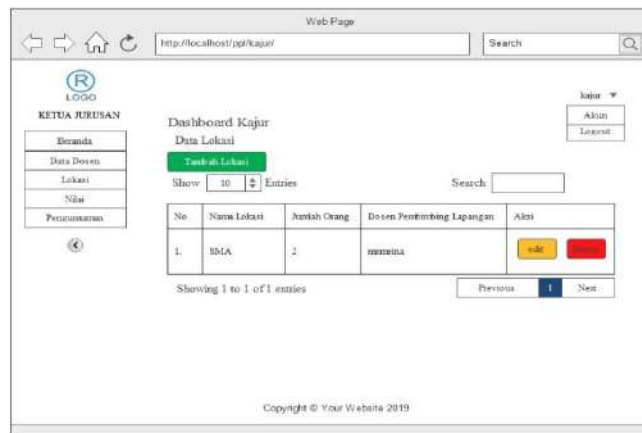 Web Page
http://localhost/ppl/kajur/
Search
R
LOGO
KETUA JURUSAN
Beranda
Data Dosen
Lokasi
Nilai
Pengumuman
kajur
Akun
Logout
Dashboard Kajur
Data Lokasi
Tambah Lokasi
Show 10 Entries
Search
No Nama Lokasi Jumlah Orang Dosen Pembimbing Lapangan Aksi
1. SMA 2 edit
Showing 1 to 1 of 1 entries
Previous 1 Next
Copyright © Your Website 2019